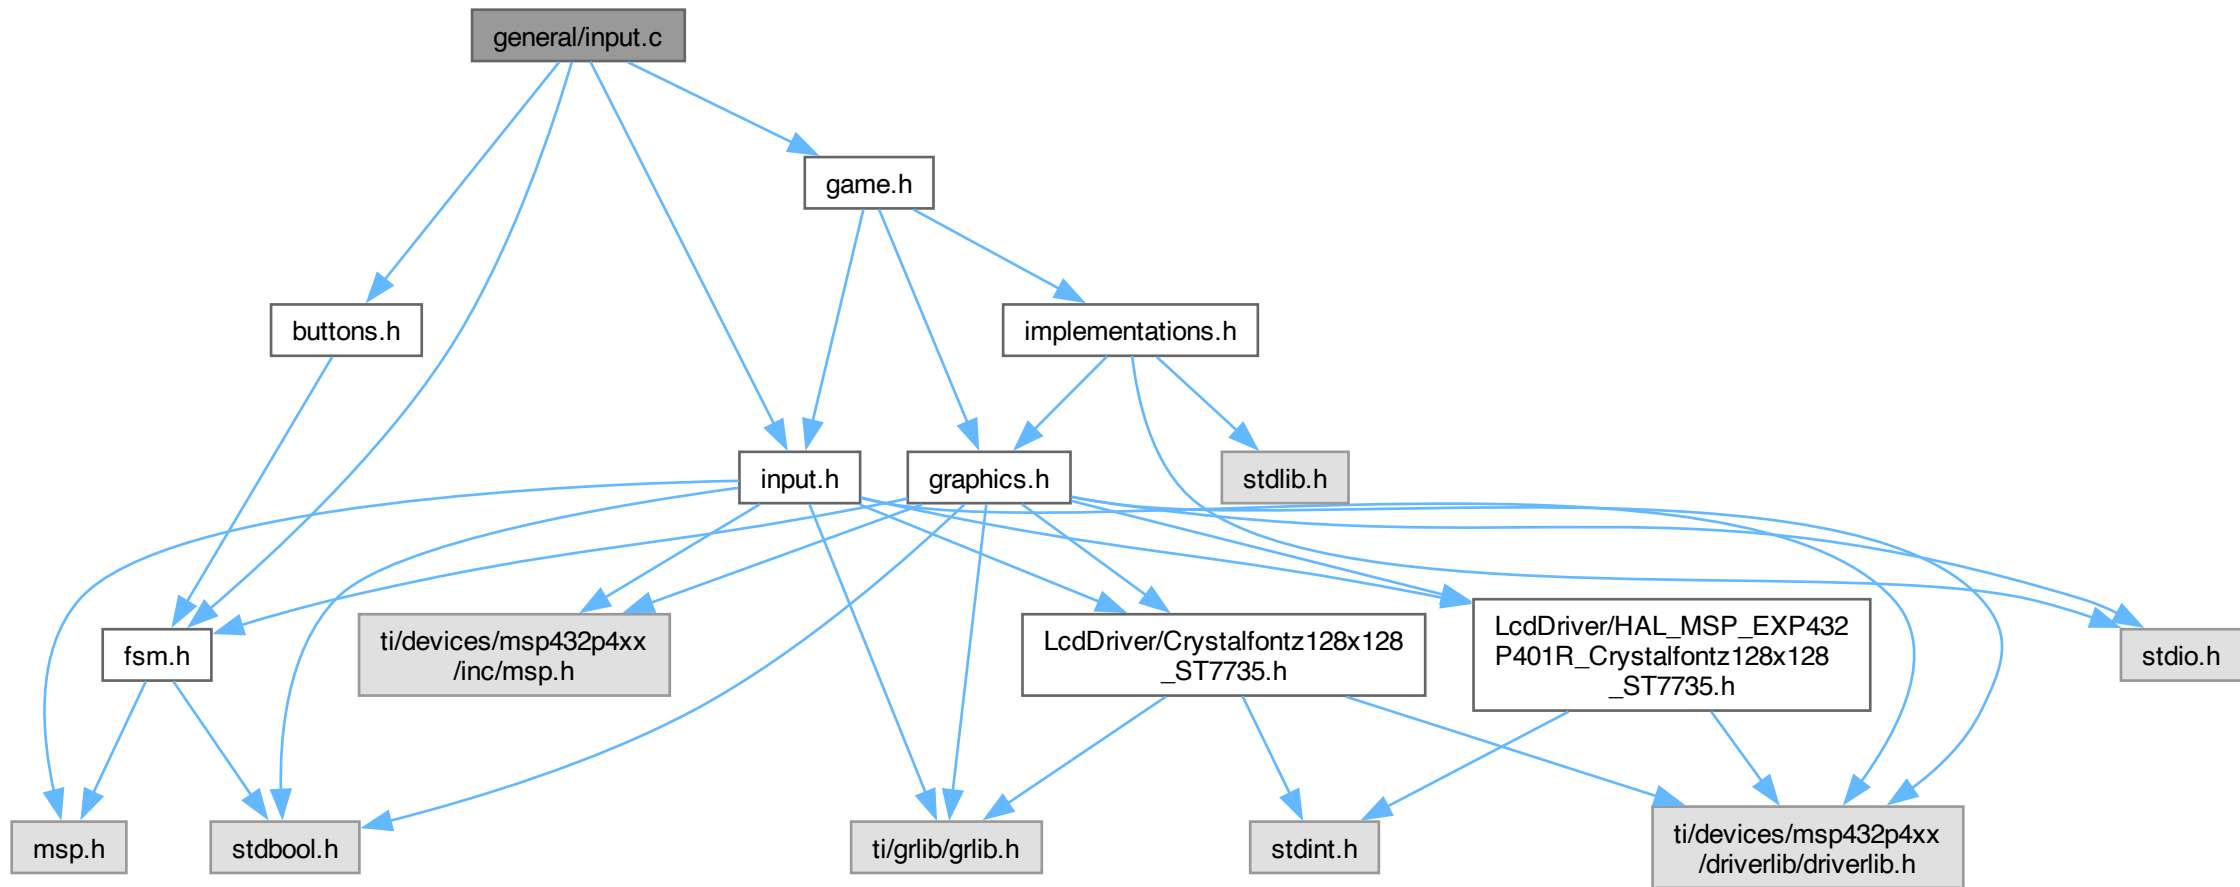 general/input.c
game.h
buttons.h
implementations.h
input.h
graphics.h
stdlib.h
fsm.h
ti/devices/msp432p4xx
/inc/msp.h
LcdDriver/Crystalfontz128x128
_ST7735.h
LcdDriver/HAL_MSP_EXP432
P401R_Crystalfontz128x128
_ST7735.h
stdio.h
msp.h
stdbool.h
ti/grlib/grlib.h
stdint.h
ti/devices/msp432p4xx
/driverlib/driverlib.h